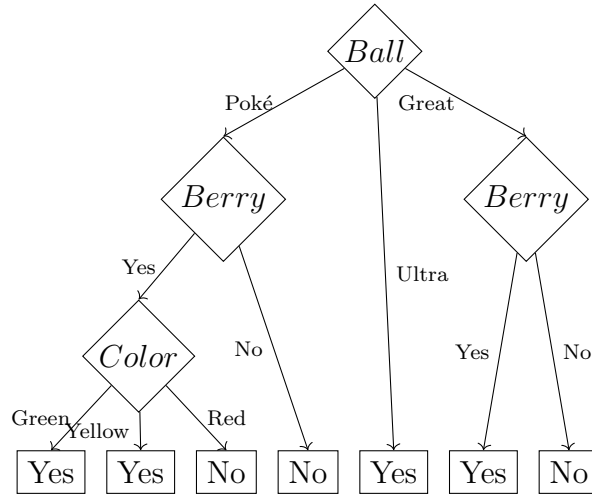 Ball
Poké
Great
Berry
Berry
Yes
Ultra
No
Yes
No
Color
Green
Yellow
Red
Yes
Yes
No
No
Yes
Yes
No